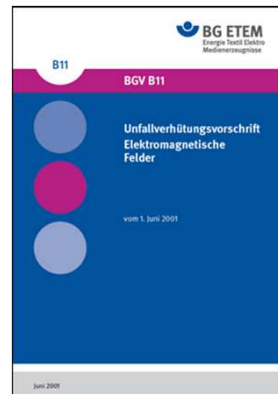 BG ETEM
Energie Textil Elektro
Medienerzeugnisse
B11
BGV B11
Unfallverhütungsvorschrift
Elektromagnetische
Felder
vom 1. Juni 2001
Juni 2001